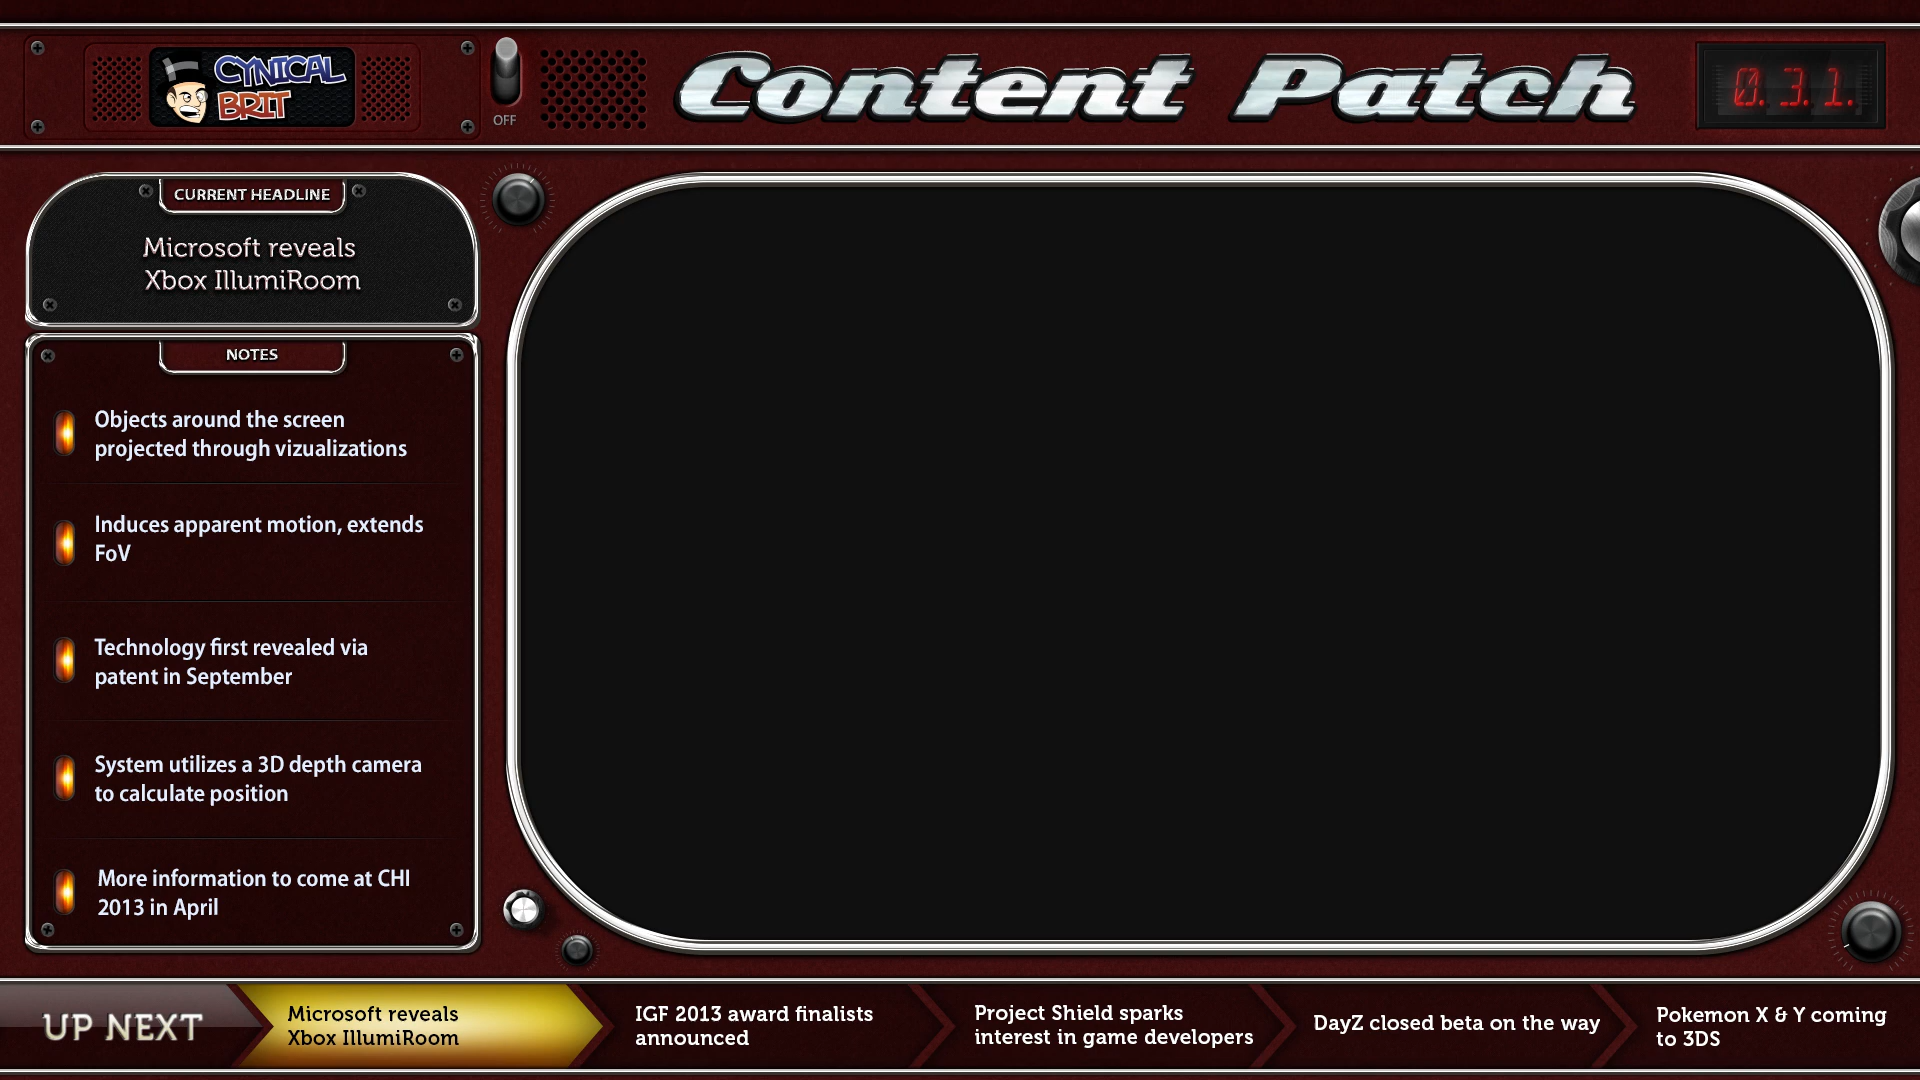 CYNICAL
BRIT
OFF
Content Patch
0.3.1.
CURRENT HEADLINE
Microsoft reveals
Xbox IllumiRoom
NOTES
Objects around the screen
projected through vizualizations
Induces apparent motion, extends
FoV
Technology first revealed via
patent in September
System utilizes a 3D depth camera
to calculate position
More information to come at CHI
2013 in April
UP NEXT
Microsoft reveals
Xbox IllumiRoom
IGF 2013 award finalists
announced
Project Shield sparks
interest in game developers
DayZ closed beta on the way
Pokemon X & Y coming
to 3DS